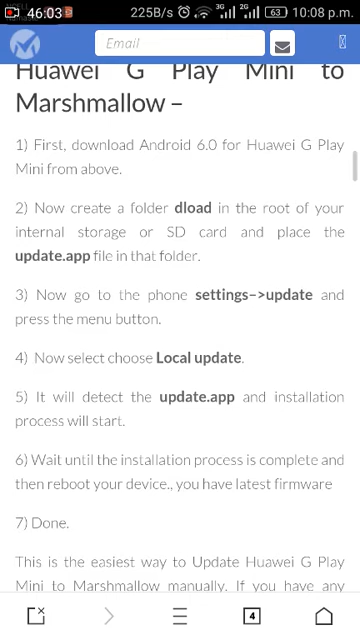 46:03 225B/s 3G 2G 63 10:08 p.m.
Email
Huawei G Play Mini to
Marshmallow –
1) First, download Android 6.0 for Huawei G Play
Mini from above.
2) Now create a folder dload in the root of your
internal storage or SD card and place the
update.app file in that folder.
3) Now go to the phone settings–>update and
press the menu button.
4) Now select choose Local update.
5) It will detect the update.app and installation
process will start.
6) Wait until the installation process is complete and
then reboot your device., you have latest firmware
7) Done.
This is the easiest way to Update Huawei G Play
Mini to Marshmallow manually. If you have any
4